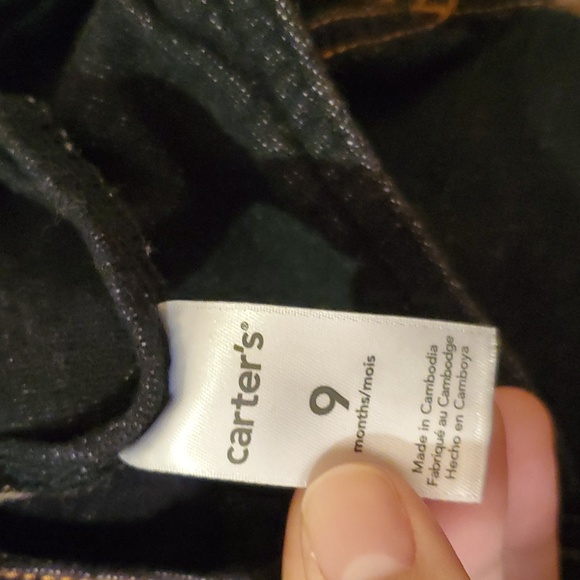 carter's®
9
months/mois
Made in Cambodia
Fabriqué au Cambodge
Hecho en Camboya